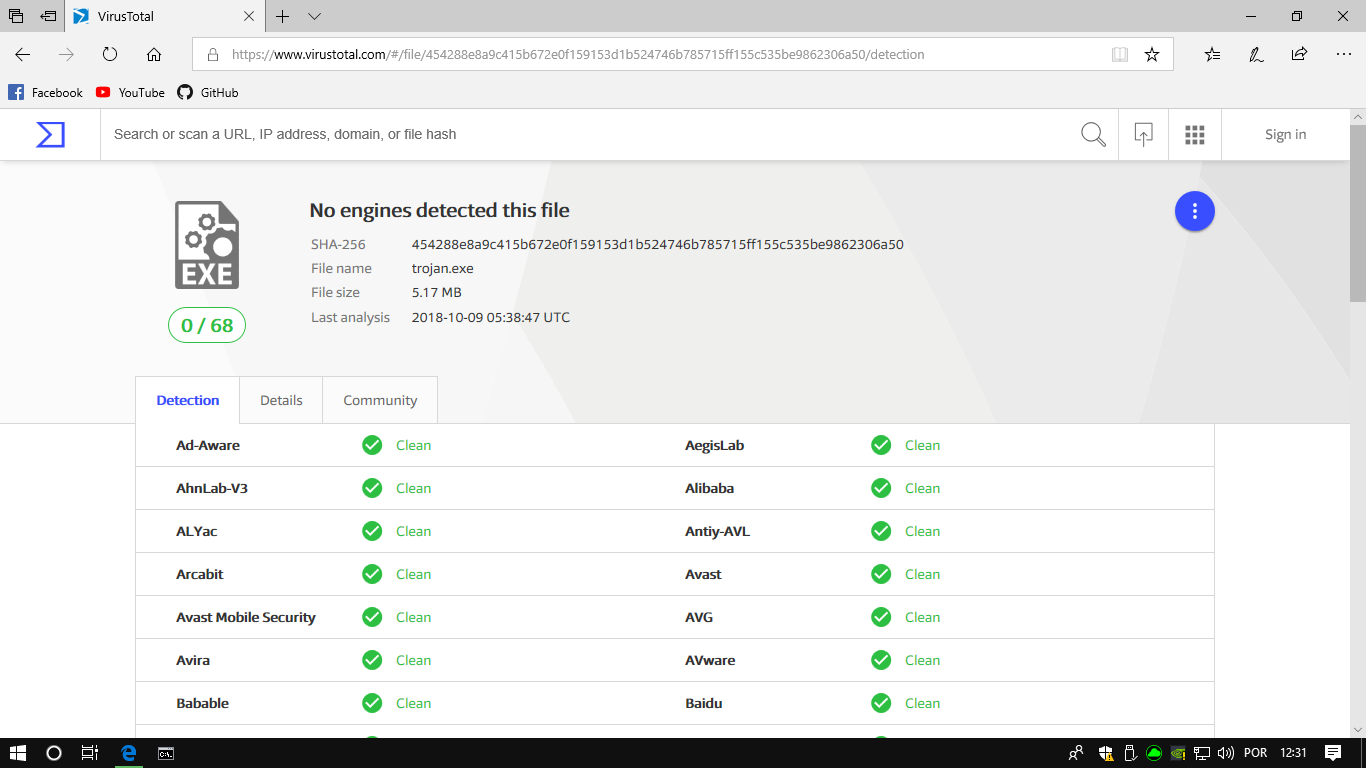 VirusTotal
https://www.virustotal.com/#/file/454288e8a9c415b672e0f159153d1b524746b785715ff155c535be9862306a50/detection
Facebook YouTube GitHub
Search or scan a URL, IP address, domain, or file hash
Sign in
No engines detected this file
SHA-256 454288e8a9c415b672e0f159153d1b524746b785715ff155c535be9862306a50
File name trojan.exe
File size 5.17 MB
Last analysis 2018-10-09 05:38:47 UTC
EXE
0 / 68
Detection Details Community
Ad-Aware Clean AegisLab Clean
AhnLab-V3 Clean Alibaba Clean
ALYac Clean Antiy-AVL Clean
Arcabit Clean Avast Clean
Avast Mobile Security Clean AVG Clean
Avira Clean AVware Clean
Babable Clean Baidu Clean
POR 12:31